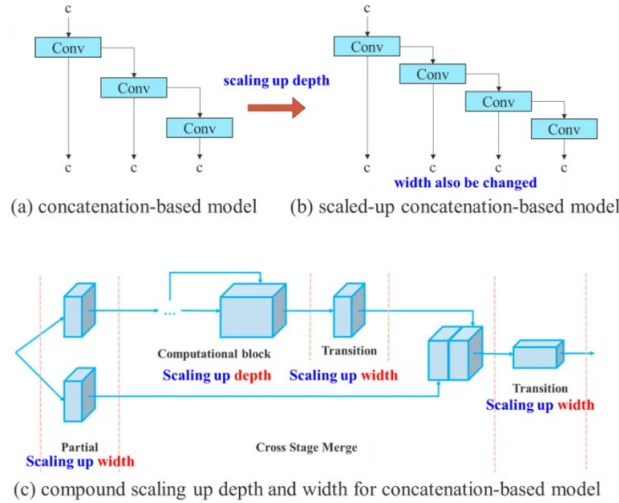 c
c
Conv
Conv
Conv
Conv
scaling up depth
Conv
Conv
Conv
c
c
c
c
c
c
c
width also be changed
(a) concatenation-based model
(b) scaled-up concatenation-based model
...
Computational block
Scaling up depth
Transition
Scaling up width
Transition
Scaling up width
Partial
Scaling up width
Cross Stage Merge
(c) compound scaling up depth and width for concatenation-based model